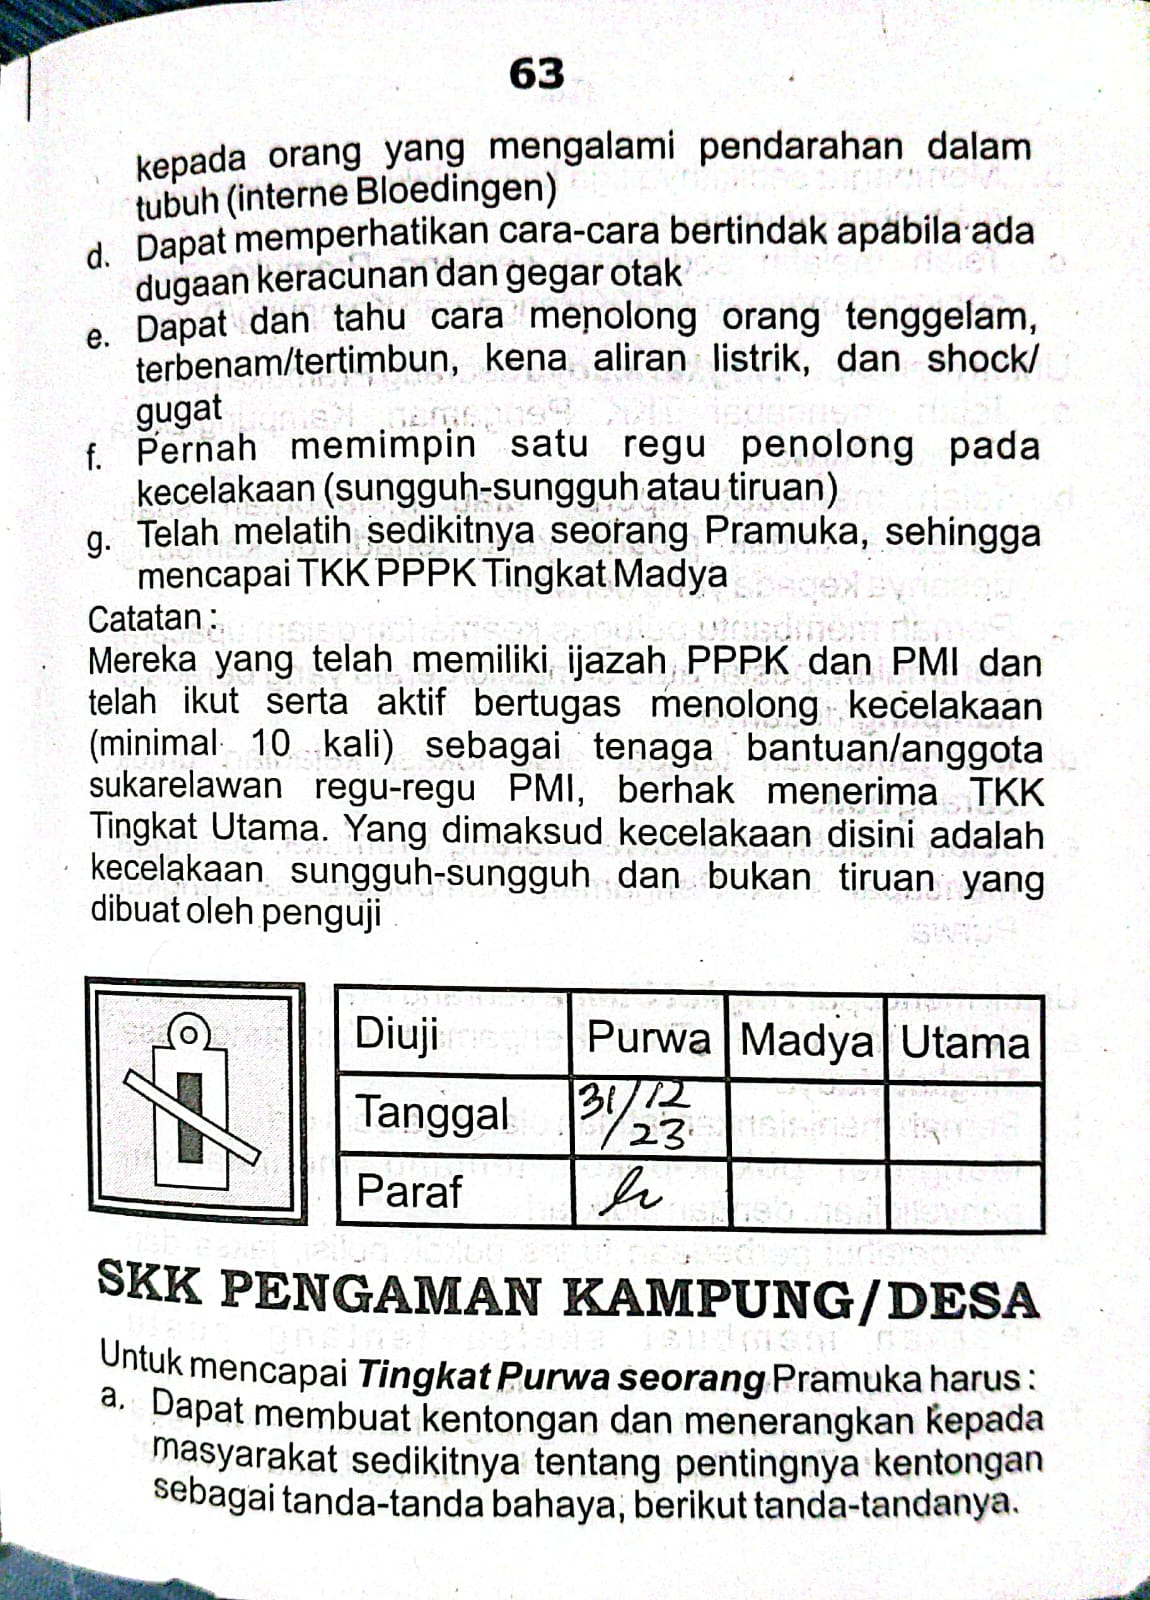 63
kepada orang yang mengalami pendarahan dalam
tubuh (interne Bloedingen)
d. Dapat memperhatikan cara-cara bertindak apabila ada
dugaan keracunan dan gegar otak
e. Dapat dan tahu cara menolong orang tenggelam,
terbenam/tertimbun, kena aliran listrik, dan shock/
gugat
f. Pernah memimpin satu regu penolong pada
kecelakaan (sungguh-sungguh atau tiruan)
g. Telah melatih sedikitnya seorang Pramuka, sehingga
mencapai TKK PPPK Tingkat Madya
Catatan :
Mereka yang telah memiliki ijazah PPPK dan PMI dan
telah ikut serta aktif bertugas menolong kecelakaan
(minimal 10 kali) sebagai tenaga bantuan/anggota
sukarelawan regu-regu PMI, berhak menerima TKK
Tingkat Utama. Yang dimaksud kecelakaan disini adalah
kecelakaan sungguh-sungguh dan bukan tiruan yang
dibuat oleh penguji
Diuji Purwa Madya Utama
Tanggal 31/12
/23
Paraf
SKK PENGAMAN KAMPUNG/DESA
Untuk mencapai Tingkat Purwa seorang Pramuka harus :
a. Dapat membuat kentongan dan menerangkan kepada
masyarakat sedikitnya tentang pentingnya kentongan
sebagai tanda-tanda bahaya, berikut tanda-tandanya.